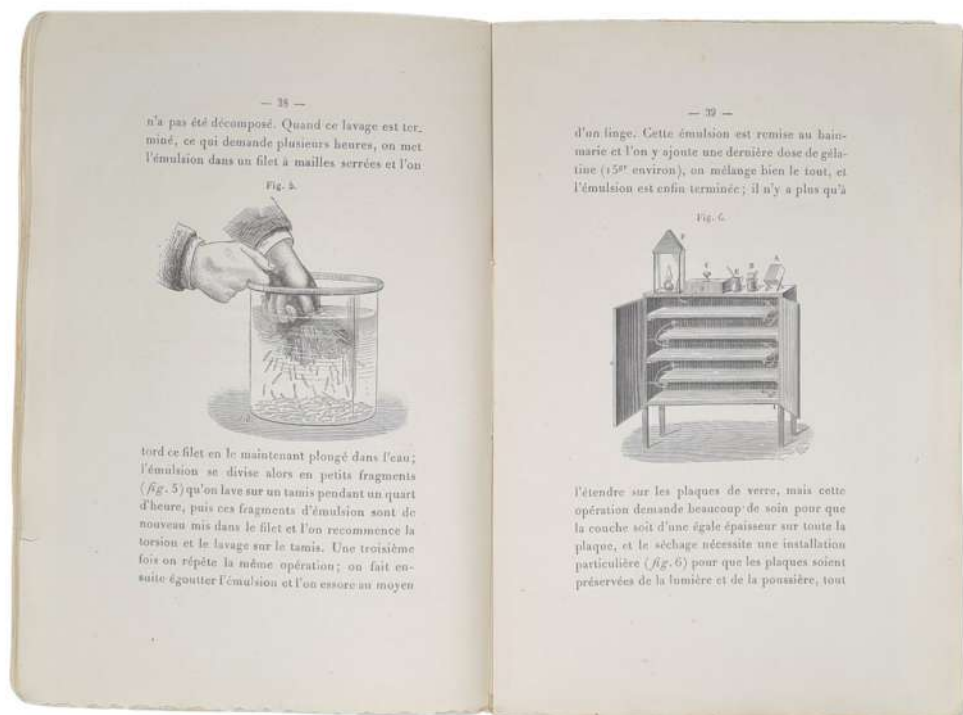 — 38 —
n'a pas été décomposé. Quand ce lavage est ter-
miné, ce qui demande plusieurs heures, on met
l'émulsion dans un filet à mailles serrées et l'on
Fig. 5.
tord ce filet en le maintenant plongé dans l'eau;
l'émulsion se divise alors en petits fragments
(fig. 5) qu'on lave sur un tamis pendant un quart
d'heure, puis ces fragments d'émulsion sont de
nouveau mis dans le filet et l'on recommence la
torsion et le lavage sur le tamis. Une troisième
fois on répète la même opération; on fait en-
suite égoutter l'émulsion et l'on essore au moyen
— 39 —
d'un linge. Cette émulsion est remise au bain-
marie et l'on y ajoute une dernière dose de géla-
tine (15gr environ), on mélange bien le tout, et
l'émulsion est enfin terminée; il n'y a plus qu'à
Fig. 6.
C
B
A
l'étendre sur les plaques de verre, mais cette
opération demande beaucoup de soin pour que
la couche soit d'une égale épaisseur sur toute la
plaque, et le séchage nécessite une installation
particulière (fig. 6) pour que les plaques soient
préservées de la lumière et de la poussière, tout